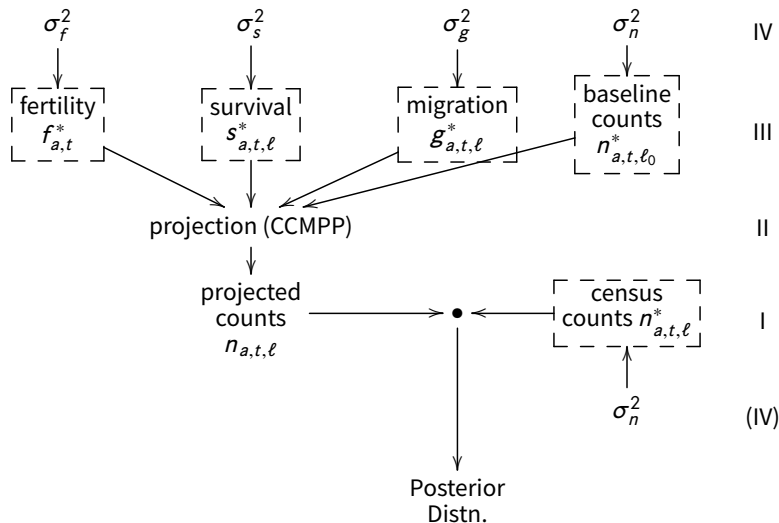 σ_f^2 σ_s^2 σ_g^2 σ_n^2 IV
fertility
f^*_{a,t}
survival
s^*_{a,t,ℓ}
migration
g^*_{a,t,ℓ}
baseline
counts
n^*_{a,t,ℓ_0}
III
projection (CCMPP) II
projected
counts
n_{a,t,ℓ}
•
census
counts n^*_{a,t,ℓ}
I
σ_n^2 (IV)
Posterior
Distn.